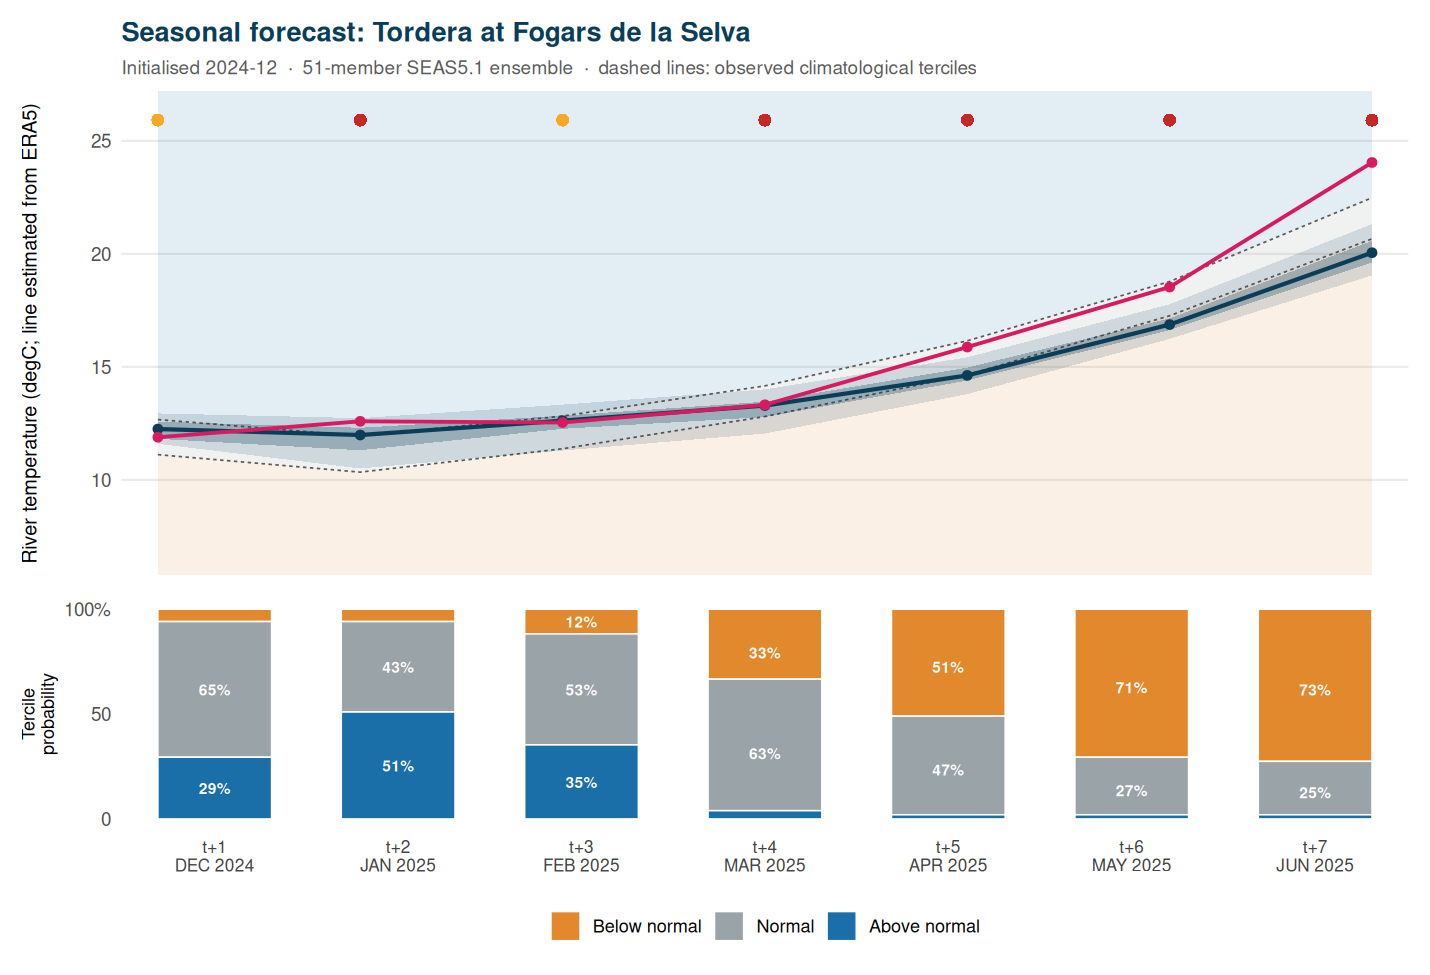 Seasonal forecast: Tordera at Fogars de la Selva
Initialised 2024-12 · 51-member SEAS5.1 ensemble · dashed lines: observed climatological terciles
River temperature (degC; line estimated from ERA5)
25
20
15
10
Tercile
probability
100%
50
0
65%
29%
43%
51%
12%
53%
35%
33%
63%
51%
47%
71%
27%
73%
25%
t+1
DEC 2024
t+2
JAN 2025
t+3
FEB 2025
t+4
MAR 2025
t+5
APR 2025
t+6
MAY 2025
t+7
JUN 2025
Below normal
Normal
Above normal